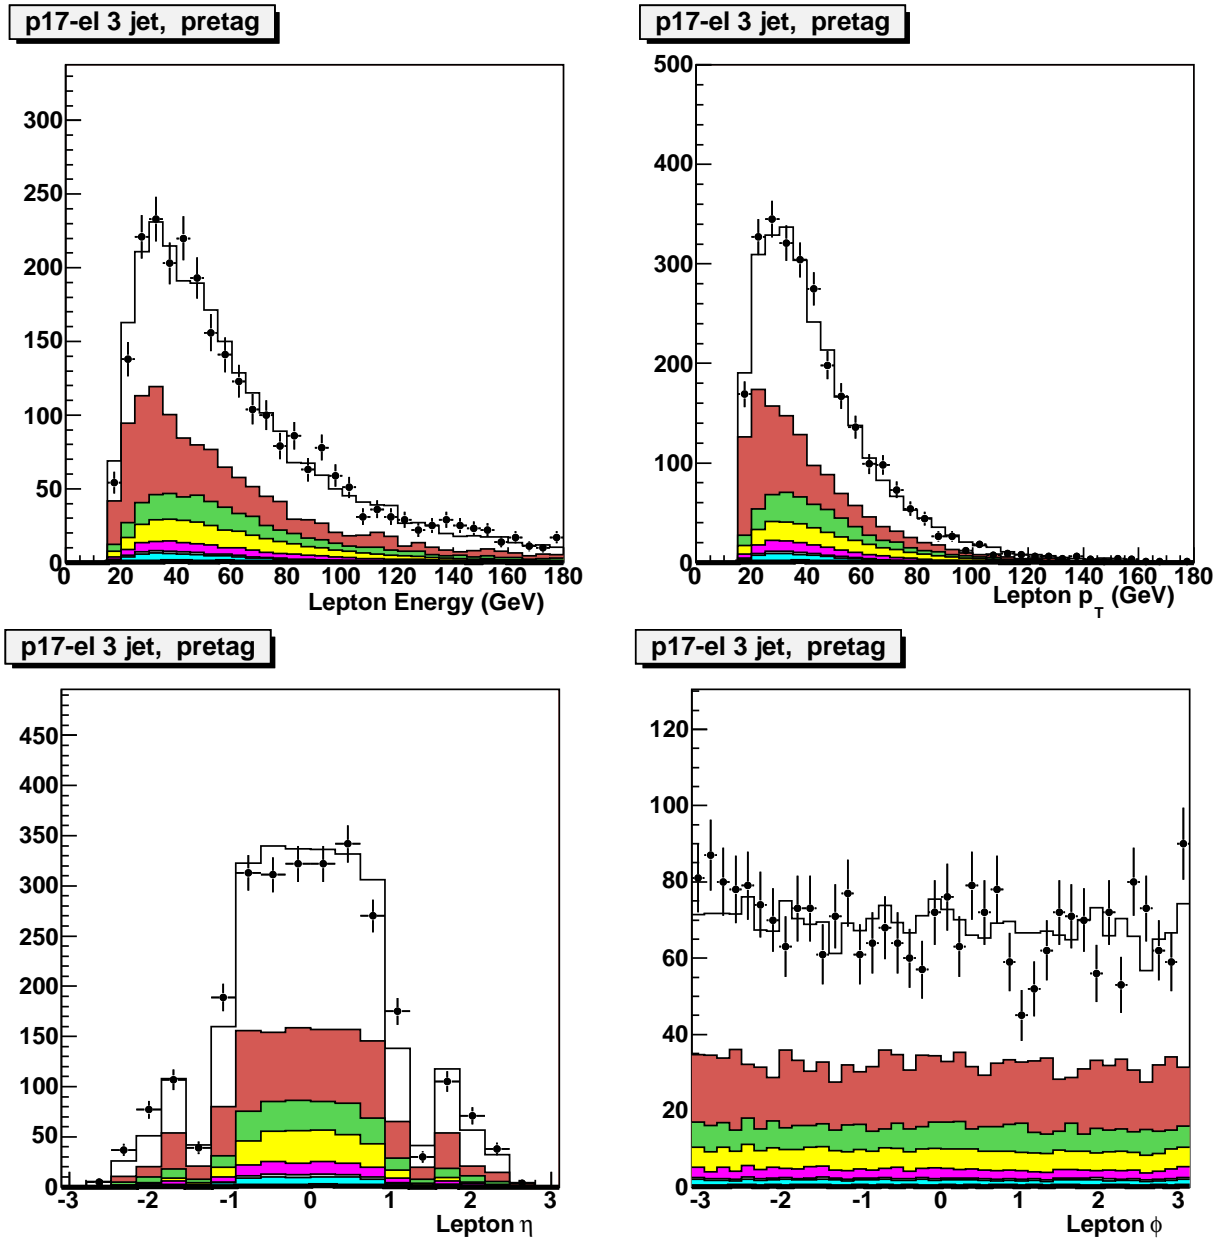 p17-el 3 jet, pretag
300
250
200
150
100
50
0
0 20 40 60 80 100 120 140 160 180
Lepton Energy (GeV)
p17-el 3 jet, pretag
500
400
300
200
100
0
0 20 40 60 80 100 120 140 160 180
Lepton pT (GeV)
p17-el 3 jet, pretag
450
400
350
300
250
200
150
100
50
0
-3 -2 -1 0 1 2 3
Lepton η
p17-el 3 jet, pretag
120
100
80
60
40
20
0
-3 -2 -1 0 1 2 3
Lepton ϕ